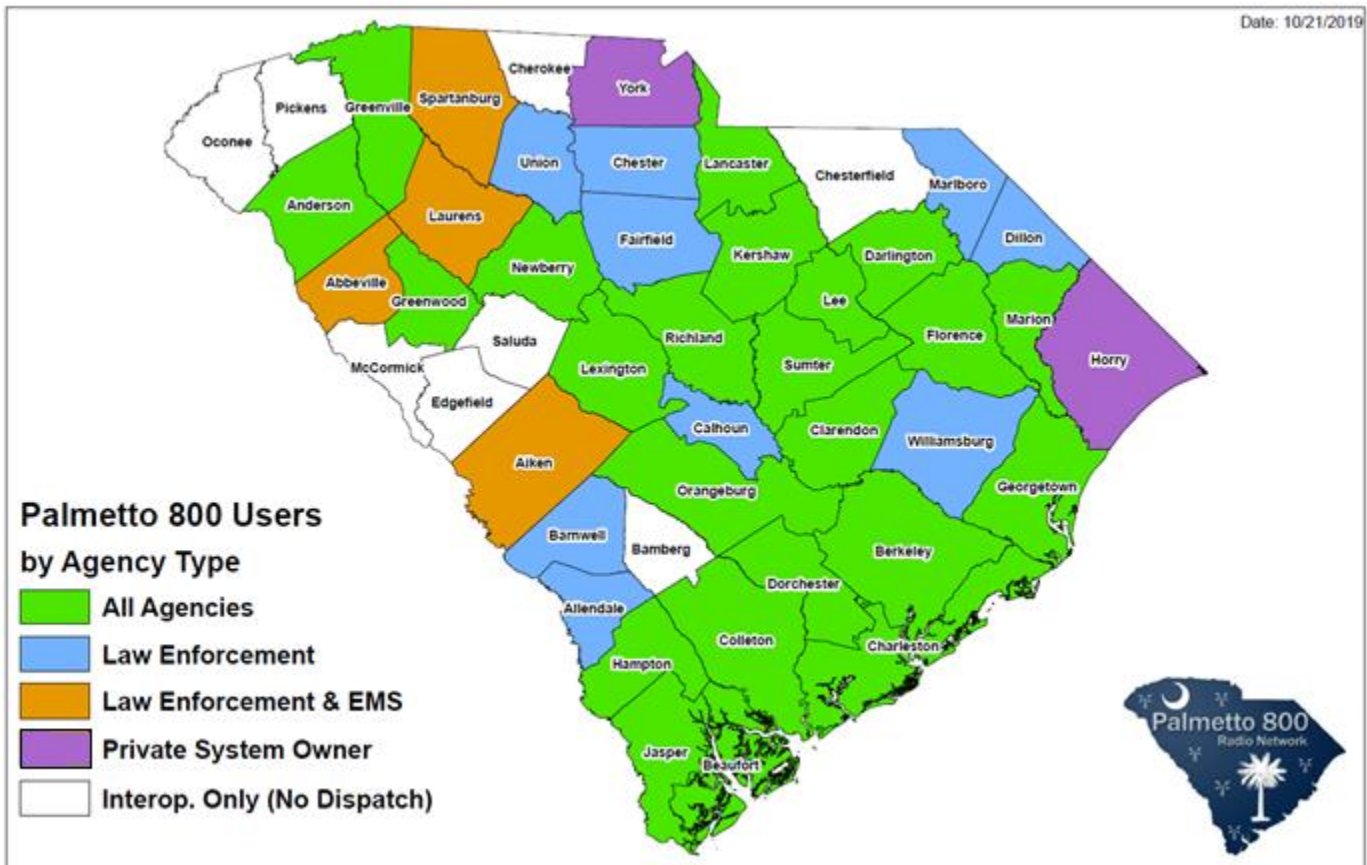 Date: 10/21/2019
Cherokee
York
Spartanburg
Pickens
Greenville
Oconee
Union
Chester
Lancaster
Chesterfield
Marlboro
Anderson
Laurens
Fairfield
Dillon
Kershaw
Darlington
Newberry
Abbeville
Greenwood
Lee
Marion
Saluda
Richland
Florence
Horry
McCormick
Lexington
Sumter
Edgefield
Calhoun
Clarendon
Williamsburg
Aiken
Orangeburg
Georgetown
Barnwell
Bamberg
Berkeley
Dorchester
Allendale
Colleton
Charleston
Hampton
Jasper
Beaufort
Palmetto 800 Users
by Agency Type
All Agencies
Law Enforcement
Law Enforcement & EMS
Private System Owner
Interop. Only (No Dispatch)
Palmetto 800
Radio Network